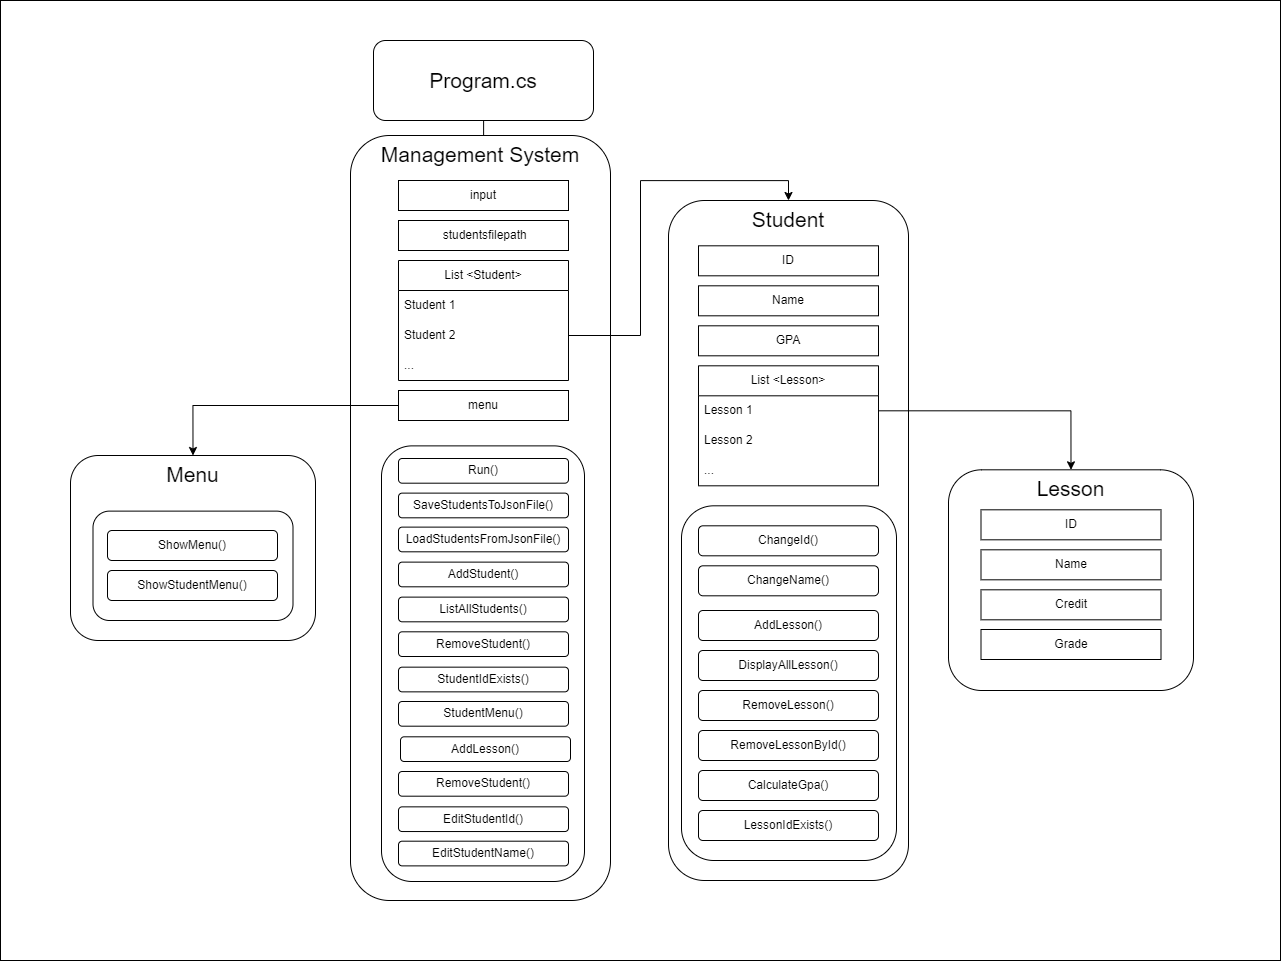 Program.cs
Management System
input
studentsfilepath
List <Student>
Student 1
Student 2
...
menu
Run()
SaveStudentsToJsonFile()
LoadStudentsFromJsonFile()
AddStudent()
ListAllStudents()
RemoveStudent()
StudentIdExists()
StudentMenu()
AddLesson()
RemoveStudent()
EditStudentId()
EditStudentName()
Menu
ShowMenu()
ShowStudentMenu()
Student
ID
Name
GPA
List <Lesson>
Lesson 1
Lesson 2
...
ChangeId()
ChangeName()
AddLesson()
DisplayAllLesson()
RemoveLesson()
RemoveLessonById()
CalculateGpa()
LessonIdExists()
Lesson
ID
Name
Credit
Grade